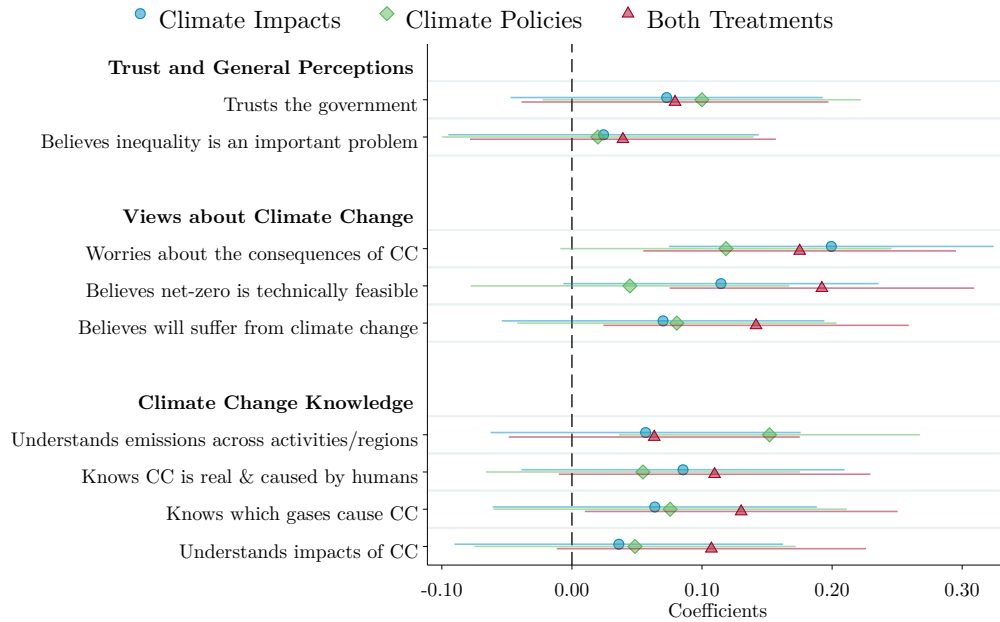 Climate Impacts Climate Policies Both Treatments
Trust and General Perceptions
Trusts the government
Believes inequality is an important problem
Views about Climate Change
Worries about the consequences of CC
Believes net-zero is technically feasible
Believes will suffer from climate change
Climate Change Knowledge
Understands emissions across activities/regions
Knows CC is real & caused by humans
Knows which gases cause CC
Understands impacts of CC
-0.10 0.00 0.10 0.20 0.30
Coefficients